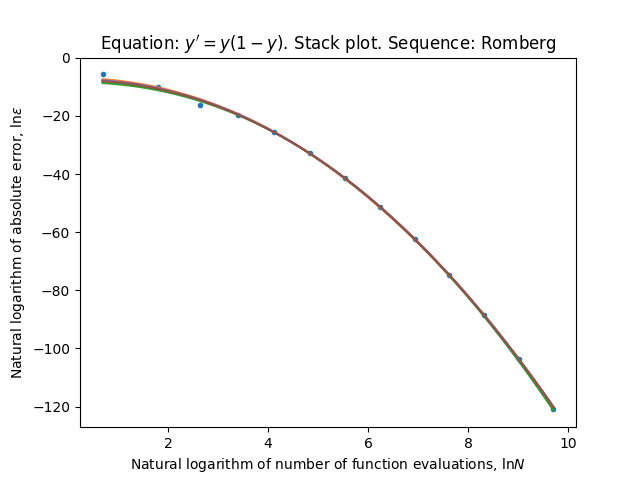 Equation: y′ = y(1 − y). Stack plot. Sequence: Romberg
Natural logarithm of absolute error, lnε
0
−20
−40
−60
−80
−100
−120
2 4 6 8 10
Natural logarithm of number of function evaluations, lnN